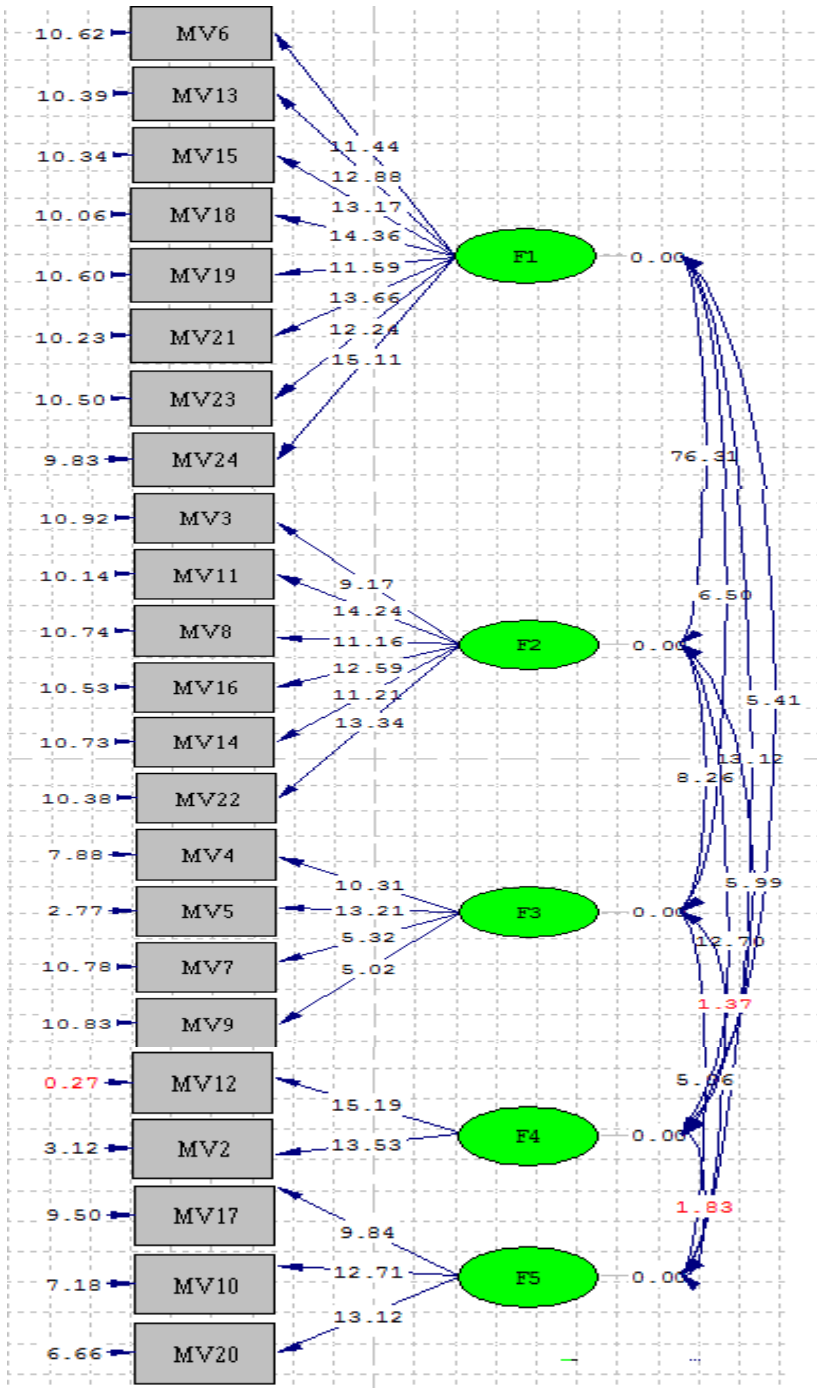 10.62 MV6
10.39 MV13
10.34 MV15
10.06 MV18
10.60 MV19
10.23 MV21
10.50 MV23
9.83 MV24
10.92 MV3
10.14 MV11
10.74 MV8
10.53 MV16
10.73 MV14
10.38 MV22
7.88 MV4
2.77 MV5
10.78 MV7
10.83 MV9
0.27 MV12
3.12 MV2
9.50 MV17
7.18 MV10
6.66 MV20
11.44
12.88
13.17
14.36
11.59
13.66
12.24
15.11
9.17
14.24
11.16
12.59
11.21
13.34
10.31
13.21
5.32
5.02
15.19
13.53
9.84
12.71
13.12
F1 0.00
F2 0.00
F3 0.00
F4 0.00
F5 0.00
76.31
6.50
5.41
13.12
8.26
5.99
12.70
1.37
5.06
1.83